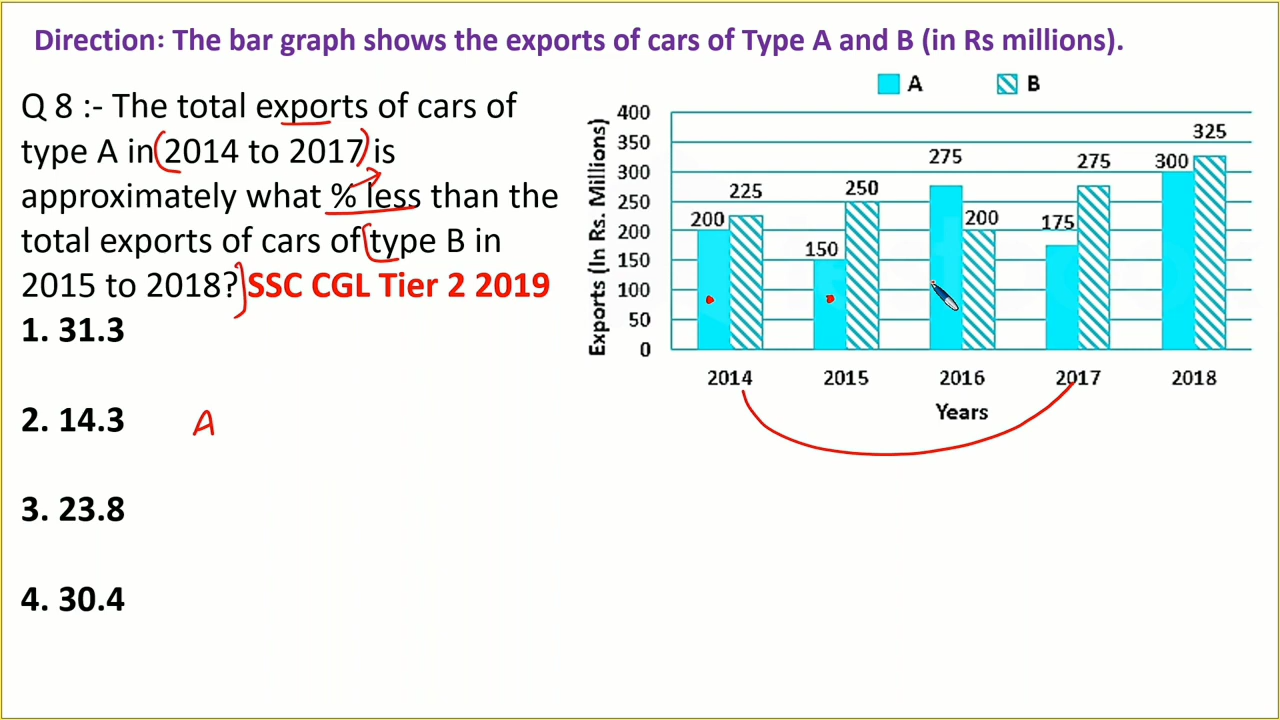 Direction: The bar graph shows the exports of cars of Type A and B (in Rs millions).
Q 8 :- The total exports of cars of
type A in (2014 to 2017) is
approximately what % less than the
total exports of cars of (type B in
2015 to 2018?) SSC CGL Tier 2 2019
1. 31.3
2. 14.3
A
3. 23.8
4. 30.4
A B
Exports (In Rs. Millions)
400
350
300
250
200
150
100
50
0
200 225
150 250
275 200
175 275
300 325
2014 2015 2016 2017 2018
Years